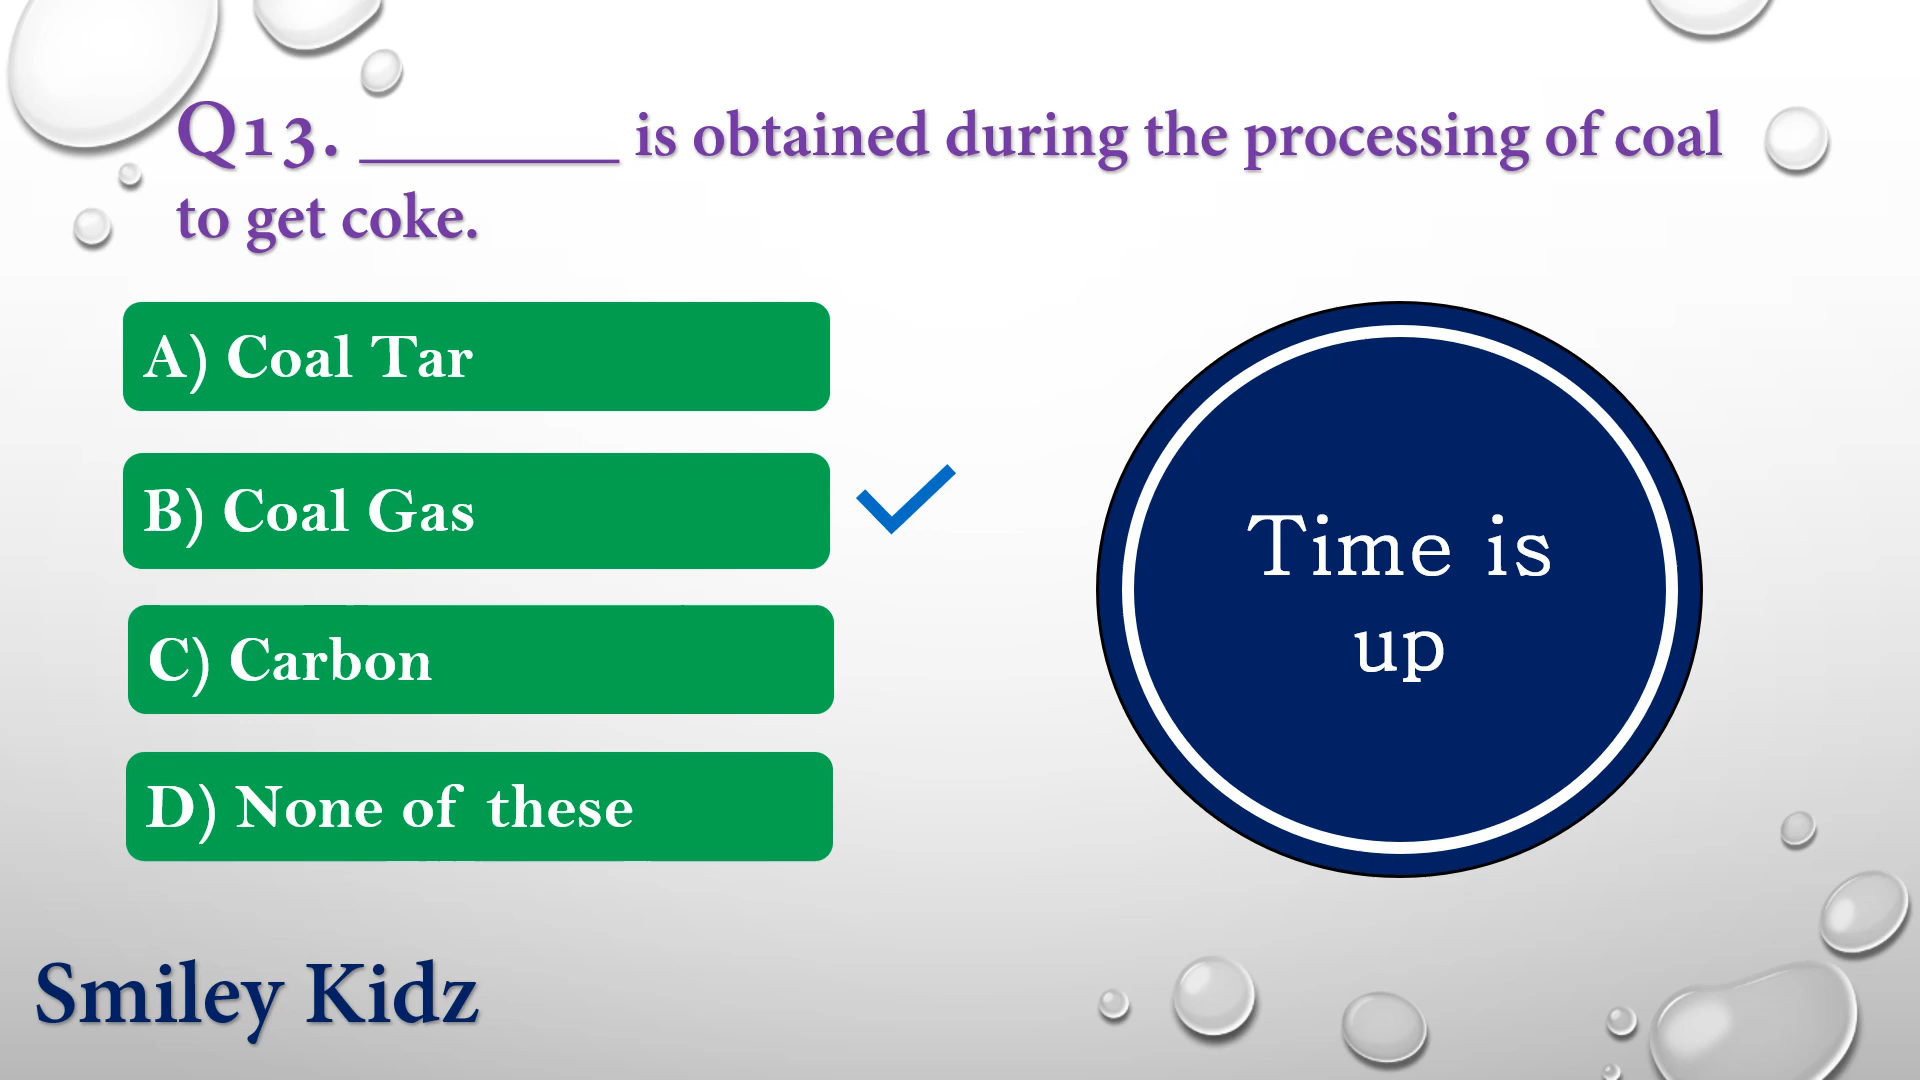 Q13. ________ is obtained during the processing of coal
to get coke.
A) Coal Tar
B) Coal Gas
C) Carbon
D) None of these
Time is
up
Smiley Kidz